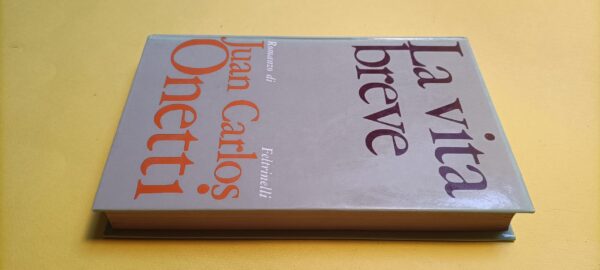 La vita
breve
Romanzo di
Juan Carlos
Onetti
Feltrinelli